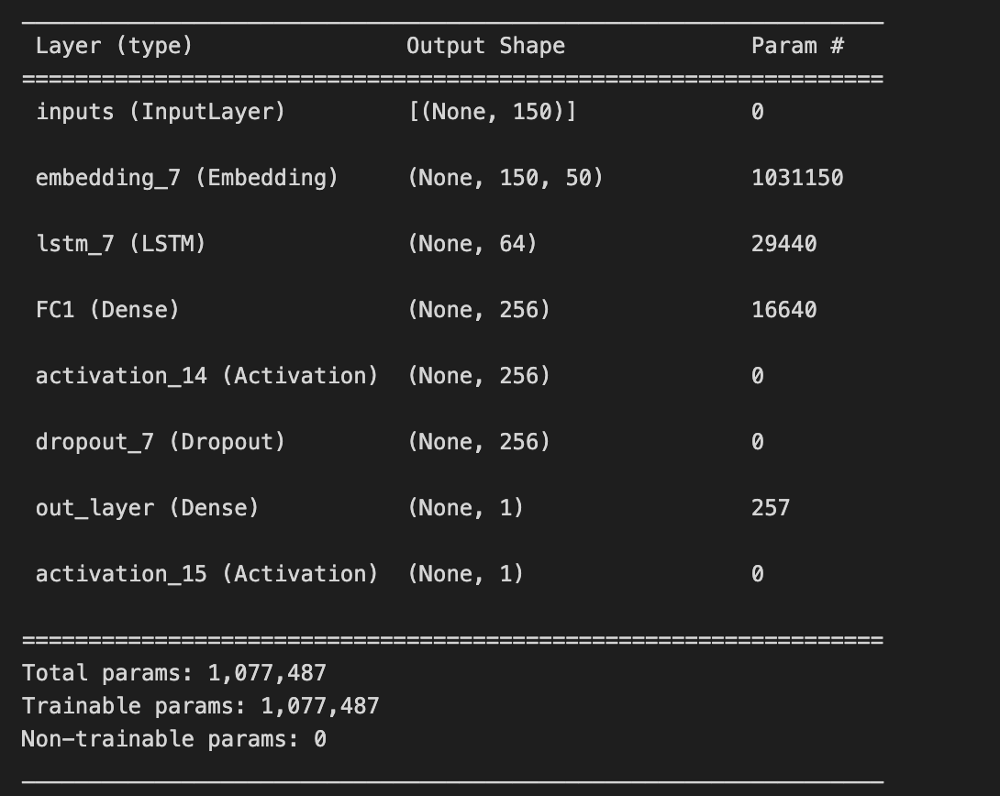 Layer (type) Output Shape Param #
=================================================================
inputs (InputLayer) [(None, 150)] 0
embedding_7 (Embedding) (None, 150, 50) 1031150
lstm_7 (LSTM) (None, 64) 29440
FC1 (Dense) (None, 256) 16640
activation_14 (Activation) (None, 256) 0
dropout_7 (Dropout) (None, 256) 0
out_layer (Dense) (None, 1) 257
activation_15 (Activation) (None, 1) 0
=================================================================
Total params: 1,077,487
Trainable params: 1,077,487
Non-trainable params: 0